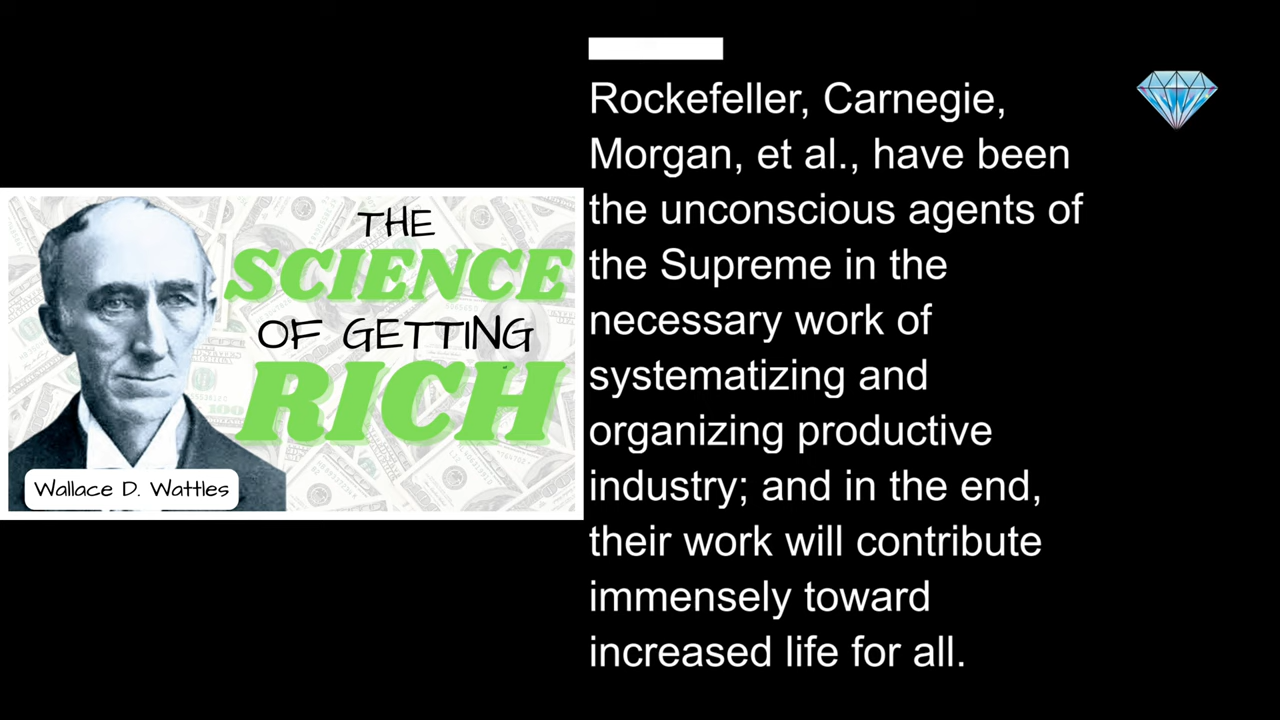 THE
SCIENCE
OF GETTING
RICH
Wallace D. Wattles
Rockefeller, Carnegie,
Morgan, et al., have been
the unconscious agents of
the Supreme in the
necessary work of
systematizing and
organizing productive
industry; and in the end,
their work will contribute
immensely toward
increased life for all.